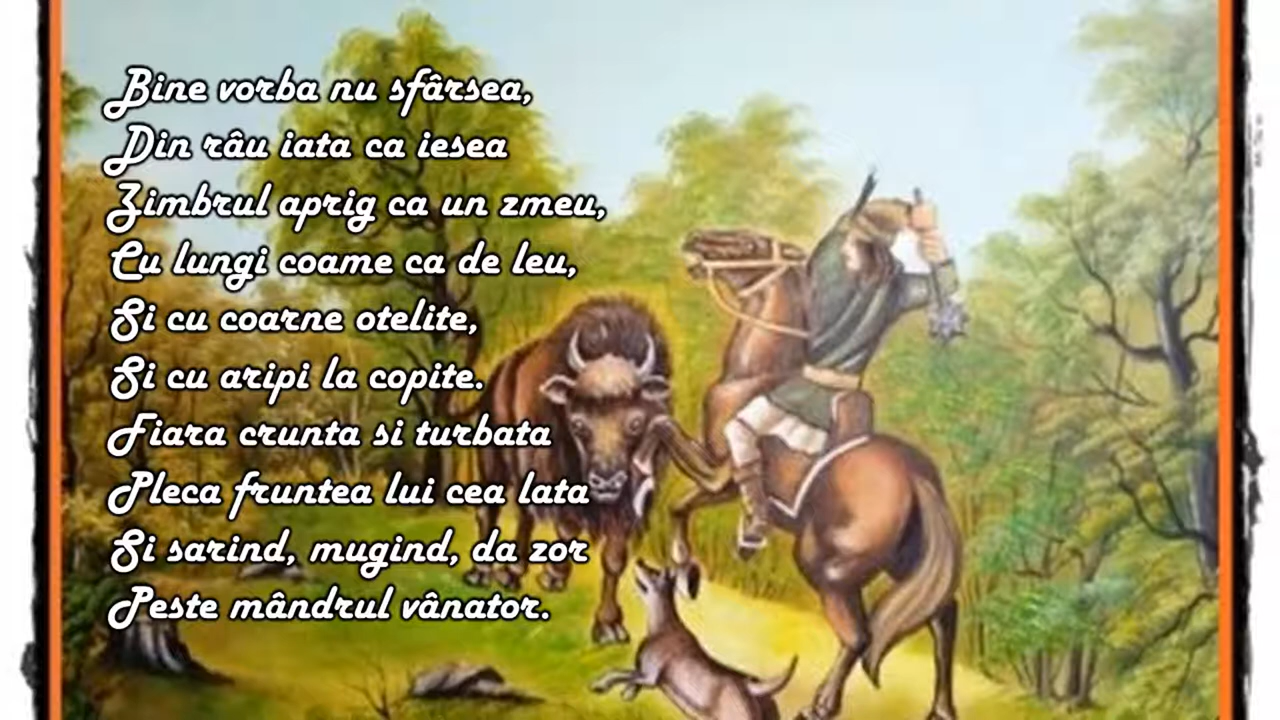 Bine vorba nu sfârsea,
Din râu iata ca iesea
Zimbrul aprig ca un zmeu,
Cu lungi coame ca de leu,
Si cu coarne otelite,
Si cu aripi la copite.
Fiara crunta si turbata
Pleca fruntea lui cea lata
Si sarind, mugind, da zor
Peste mândrul vânator.